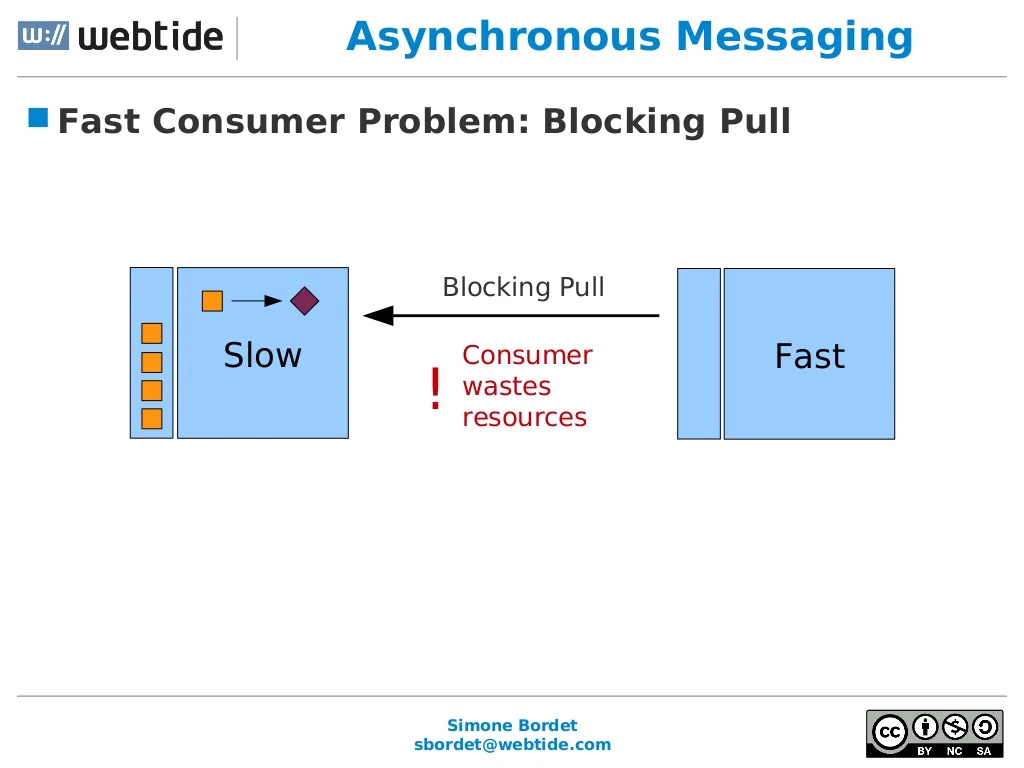 w:// webtide
Asynchronous Messaging
Fast Consumer Problem: Blocking Pull
Blocking Pull
Slow
! Consumer
wastes
resources
Fast
Simone Bordet
sbordet@webtide.com
cc
BY NC SA